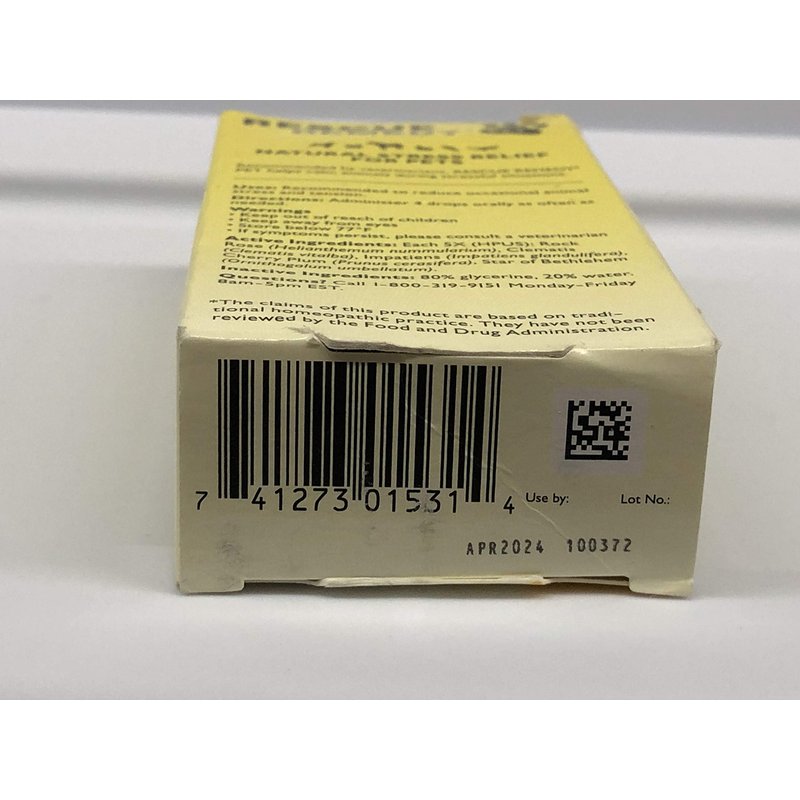 NATURAL STRESS RELIEF
FOR PETS
Uses: Recommended to reduce occasional animal
stress and tension.
Directions: Administer 4 drops orally as often as
needed.
Warnings
• Keep out of reach of children
• Keep away from eyes
• Store below 77°F
• If symptoms persist, please consult a veterinarian
Active Ingredients: Each 5X (HPUS): Rock
Rose (Helianthemum nummularium), Clematis
(Clematis vitalba), Impatiens (Impatiens glandulifera),
Cherry Plum (Prunus cerasifera), Star of Bethlehem
(Ornithogalum umbellatum).
Inactive Ingredients: 80% glycerine, 20% water.
Questions? Call 1-800-319-9151 Monday-Friday
8am-5pm EST.
*The claims of this product are based on tradi-
tional homeopathic practice. They have not been
reviewed by the Food and Drug Administration.
7 41273 01531 4
Use by: Lot No.:
APR2024 100372